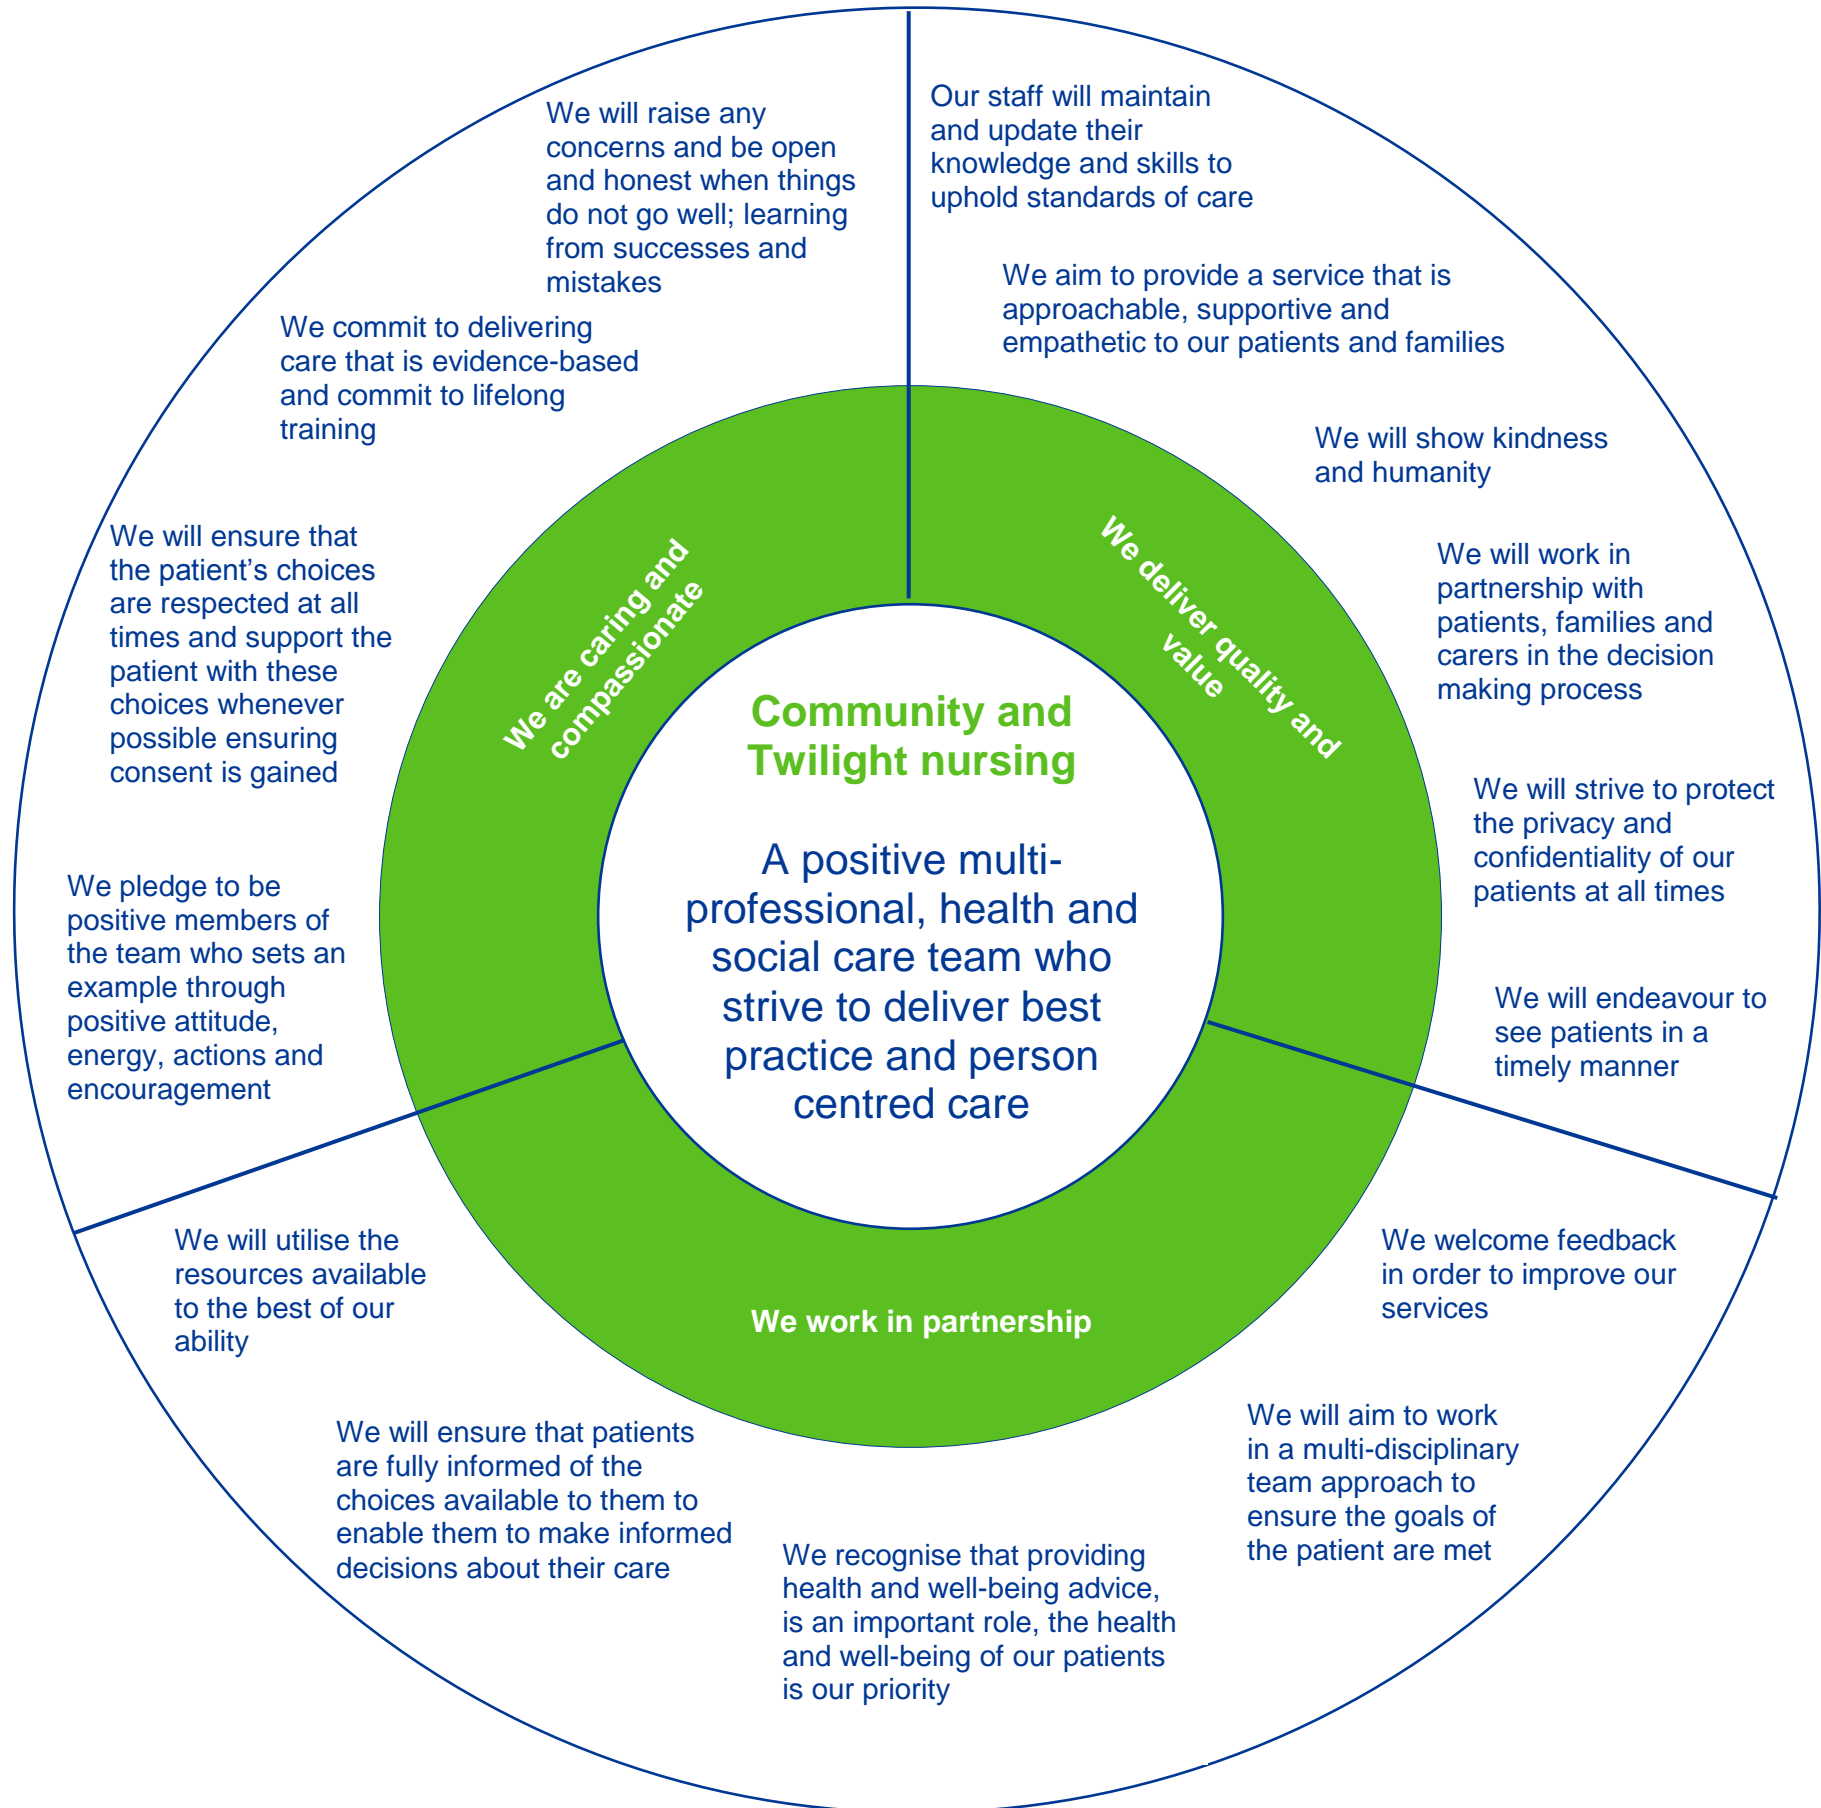 Community and
Twilight nursing
A positive multi-
professional, health and
social care team who
strive to deliver best
practice and person
centred care
We are caring and
compassionate
We will raise any
concerns and be open
and honest when things
do not go well; learning
from successes and
mistakes
We commit to delivering
care that is evidence-based
and commit to lifelong
training
We will ensure that
the patient’s choices
are respected at all
times and support the
patient with these
choices whenever
possible ensuring
consent is gained
We pledge to be
positive members of
the team who sets an
example through
positive attitude,
energy, actions and
encouragement
We deliver quality and
value
Our staff will maintain
and update their
knowledge and skills to
uphold standards of care
We aim to provide a service that is
approachable, supportive and
empathetic to our patients and families
We will show kindness
and humanity
We will work in
partnership with
patients, families and
carers in the decision
making process
We will strive to protect
the privacy and
confidentiality of our
patients at all times
We will endeavour to
see patients in a
timely manner
We work in partnership
We will utilise the
resources available
to the best of our
ability
We will ensure that patients
are fully informed of the
choices available to them to
enable them to make informed
decisions about their care
We recognise that providing
health and well-being advice,
is an important role, the health
and well-being of our patients
is our priority
We will aim to work
in a multi-disciplinary
team approach to
ensure the goals of
the patient are met
We welcome feedback
in order to improve our
services